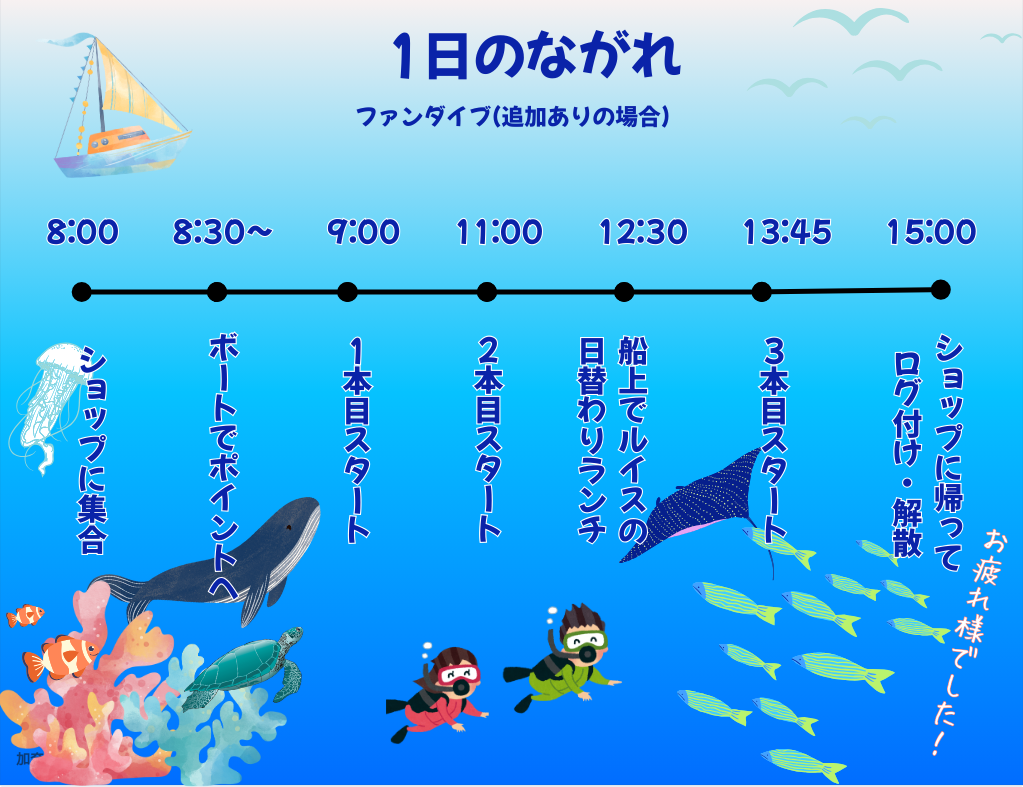 1日のながれ
ファンダイブ(追加ありの場合)
8:00
8:30～
9:00
11:00
12:30
13:45
15:00
ショップに集合
ボートでポイントへ
1本目スタート
2本目スタート
船上でルイスの
日替わりランチ
3本目スタート
ショップに帰って
ログ付け・解散
お疲れ様でした！
加